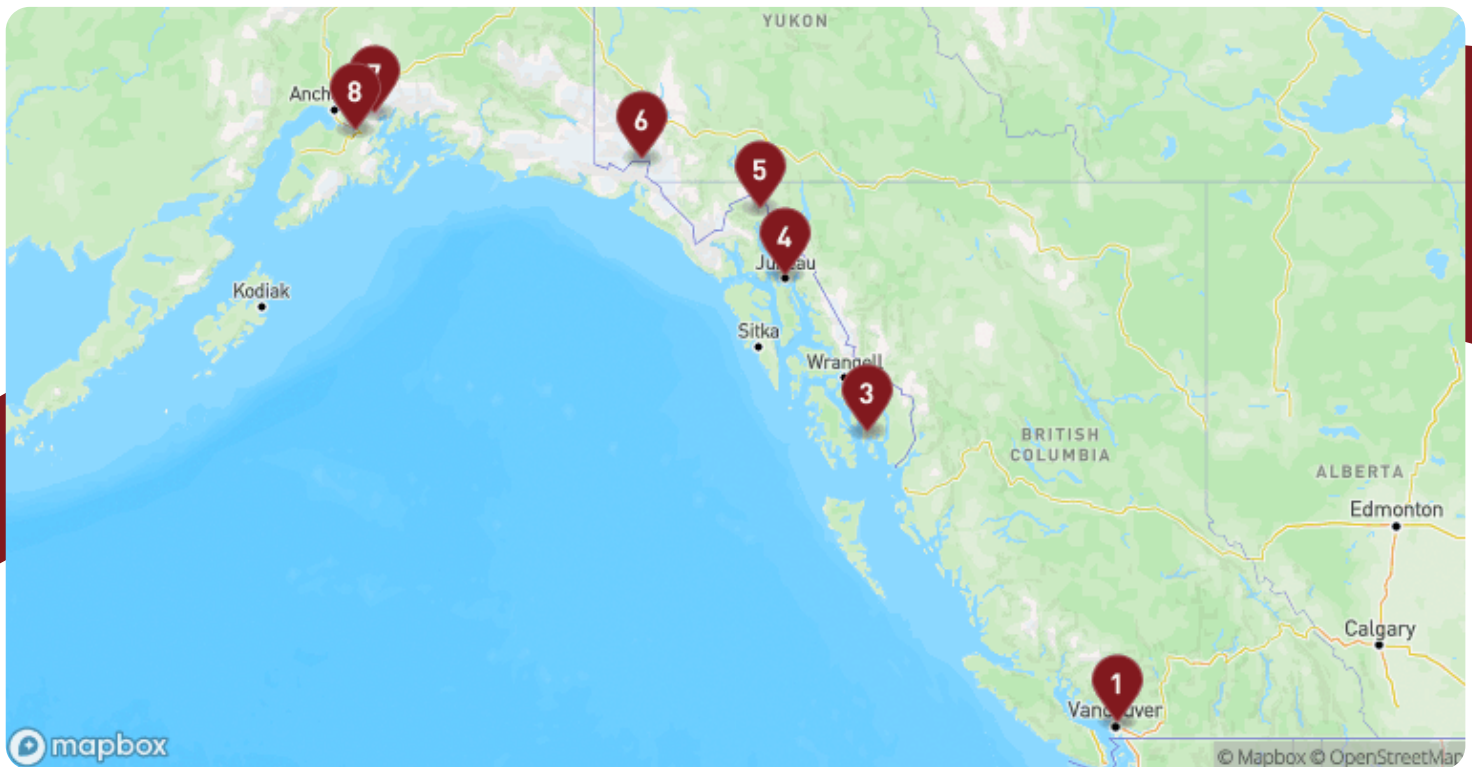 YUKON
7
Anch
8
6
5
4
Juneau
Kodiak
Sitka
Wrangell
3
BRITISH
COLUMBIA
ALBERTA
Edmonton
Calgary
1
Vancouver
mapbox
© Mapbox © OpenStreetMap